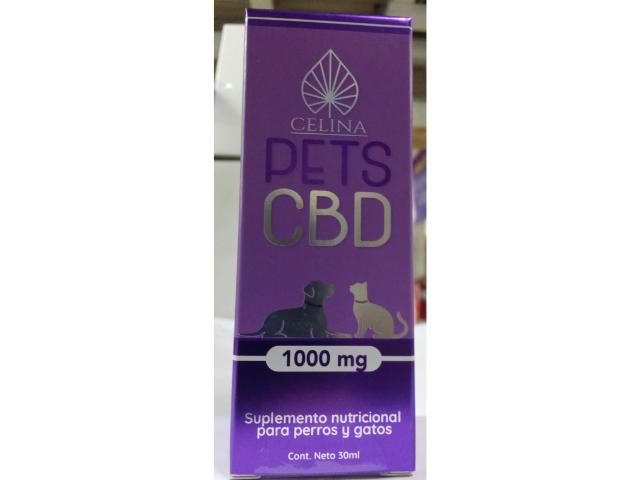 CELINA
PETS
CBD
1000 mg
Suplemento nutricional
para perros y gatos
Cont. Neto 30ml